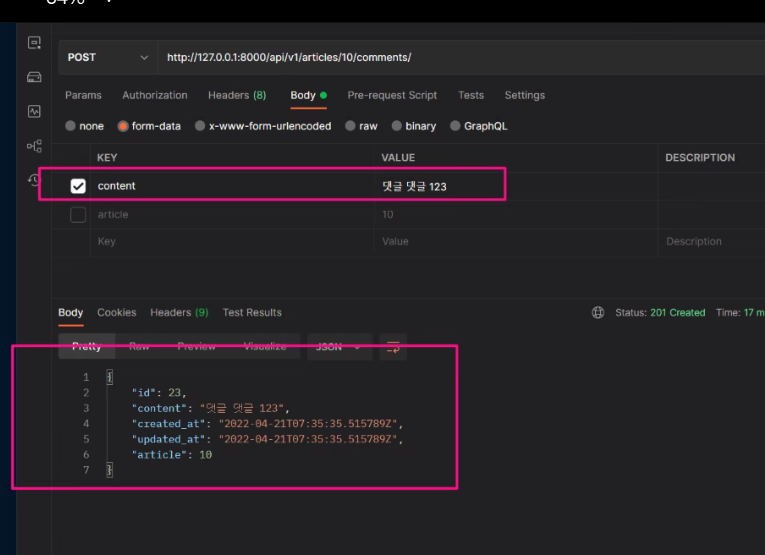 POST http://127.0.0.1:8000/api/v1/articles/10/comments/
Params Authorization Headers (8) Body Pre-request Script Tests Settings
none form-data x-www-form-urlencoded raw binary GraphQL
KEY VALUE DESCRIPTION
content 댓글 댓글 123
article 10
Key Value Description
Body Cookies Headers (9) Test Results Status: 201 Created Time: 17 m
Pretty Raw Preview Visualize JSON
1 {
2 "id": 23,
3 "content": "댓글 댓글 123",
4 "created_at": "2022-04-21T07:35:35.515789Z",
5 "updated_at": "2022-04-21T07:35:35.515789Z",
6 "article": 10
7 }